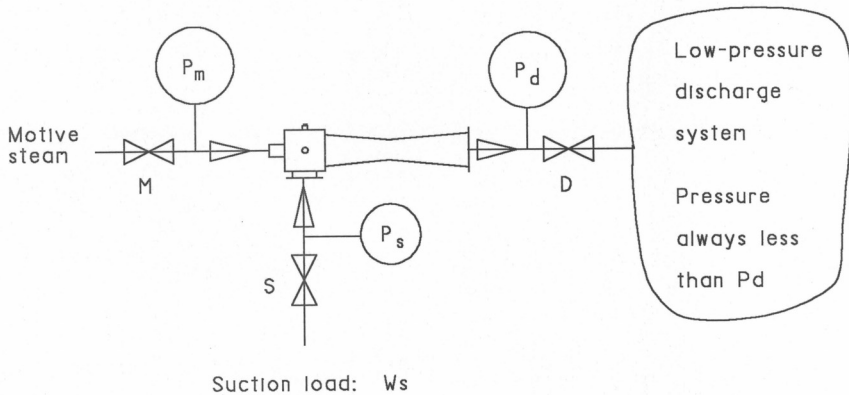 Pm
Pd
Low-pressure
discharge
system
Pressure
always less
than Pd
Motive
steam
M
D
Ps
S
Suction load: Ws